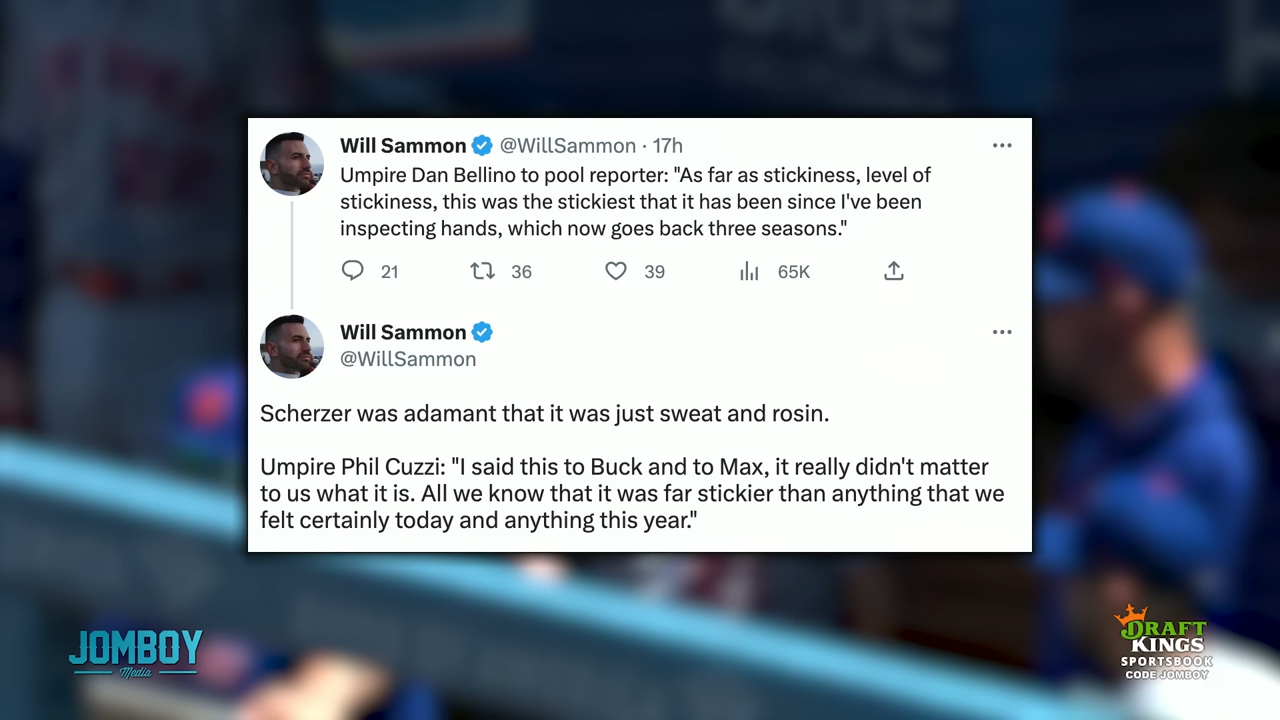 Will Sammon @WillSammon · 17h
Umpire Dan Bellino to pool reporter: "As far as stickiness, level of
stickiness, this was the stickiest that it has been since I've been
inspecting hands, which now goes back three seasons."
21 36 39 65K
Will Sammon
@WillSammon
Scherzer was adamant that it was just sweat and rosin.
Umpire Phil Cuzzi: "I said this to Buck and to Max, it really didn't matter
to us what it is. All we know that it was far stickier than anything that we
felt certainly today and anything this year."
JOMBOY
Media
DRAFT
KINGS
SPORTSBOOK
CODE JOMBOY